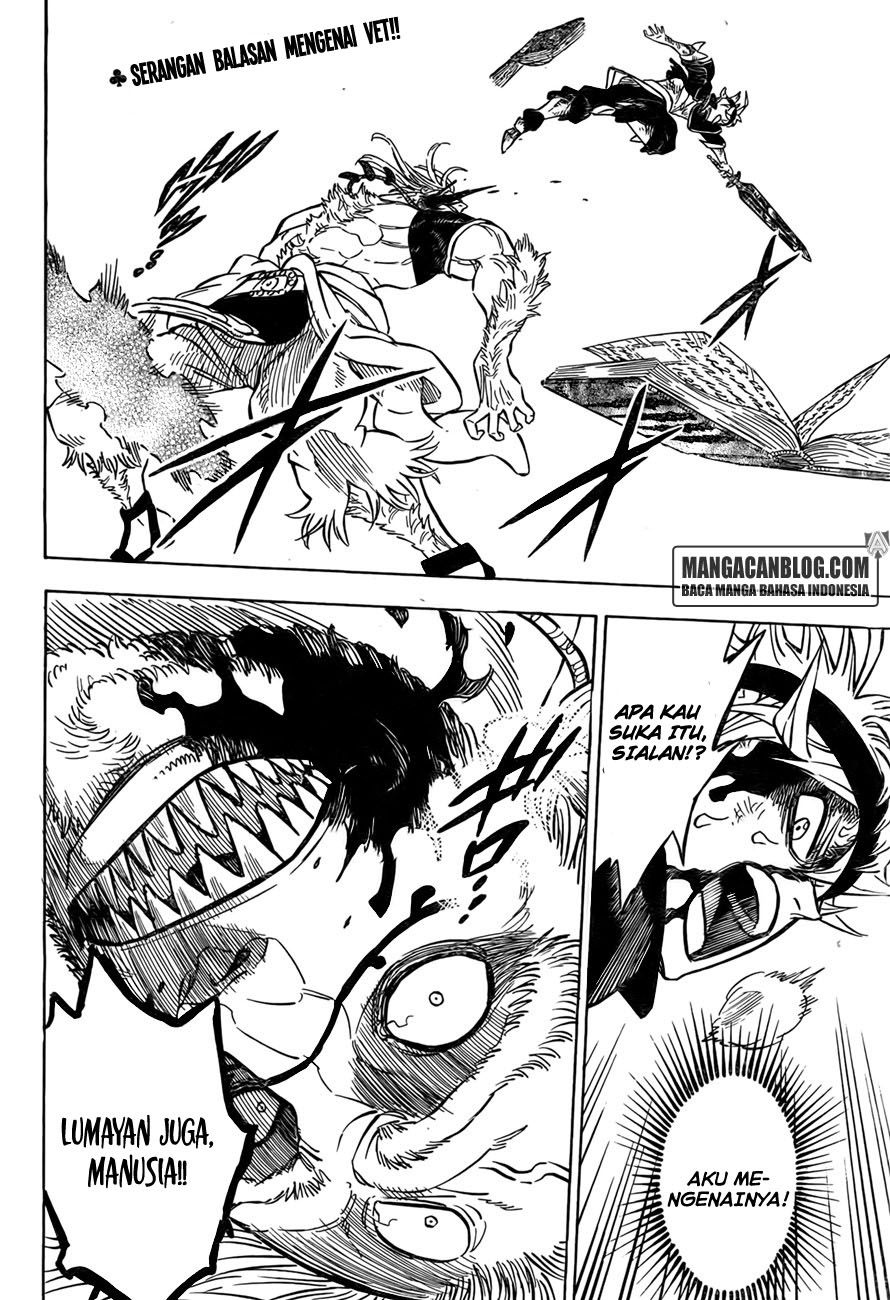 ♣SERANGAN BALASAN MENGENAI VET!!
MANGACANBLOG.COM
BACA MANGA BAHASA INDONESIA
APA KAU
SUKA ITU,
SIALAN!?
AKU ME-
NGENAINYA!
LUMAYAN JUGA,
MANUSIA!!